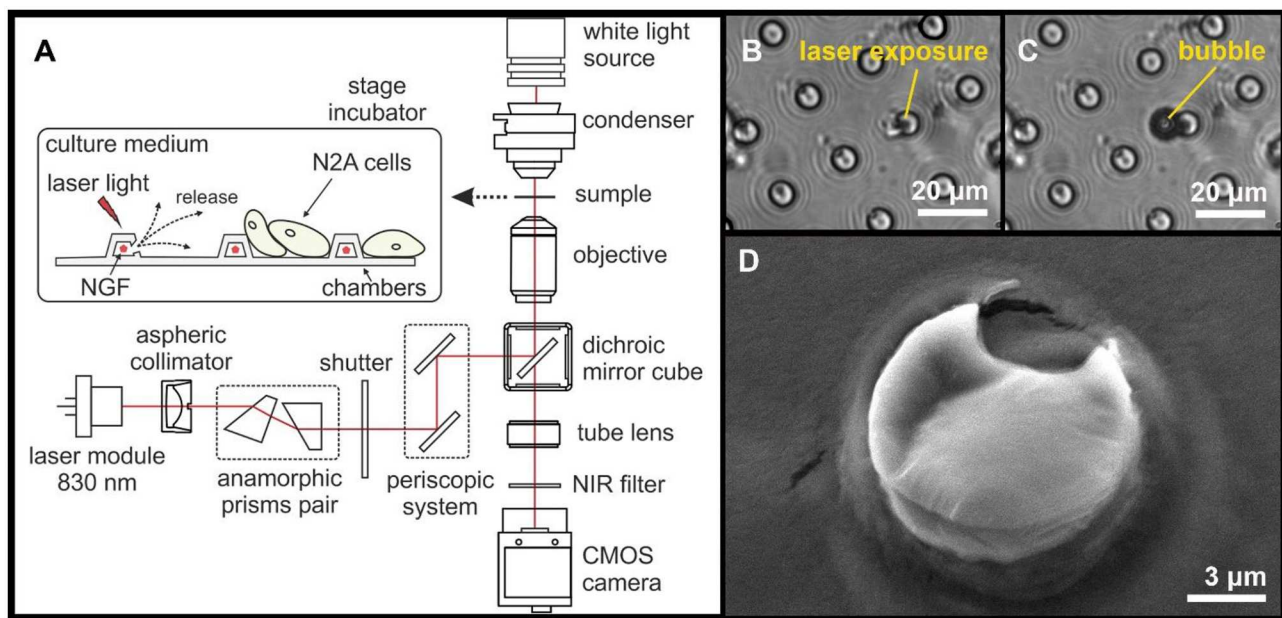 A
white light
source
stage
incubator
condenser
culture medium
laser light
release
N2A cells
sumple
NGF
chambers
objective
aspheric
collimator
shutter
dichroic
mirror cube
laser module
830 nm
anamorphic
prisms pair
periscopic
system
tube lens
NIR filter
CMOS
camera
B
laser exposure
20 µm
C
bubble
20 µm
D
3 µm